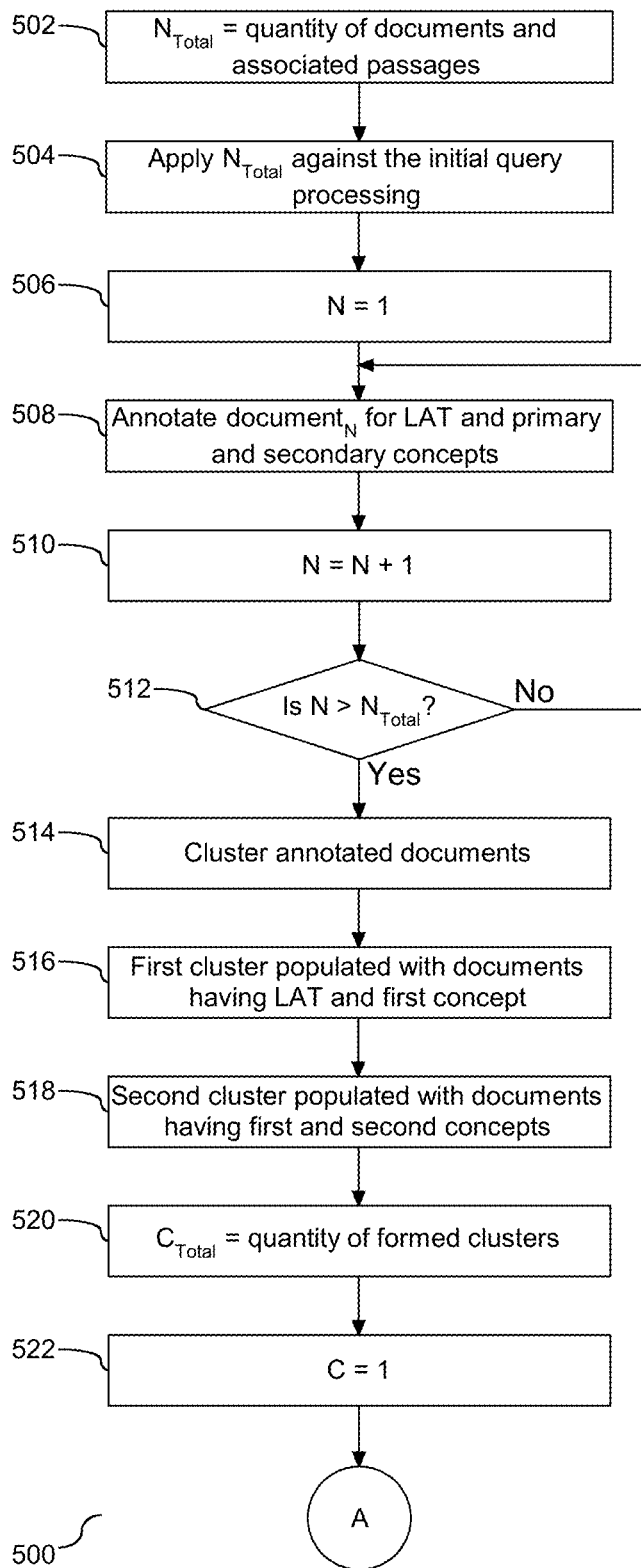 502
N_Total = quantity of documents and
associated passages
504
Apply N_Total against the initial query
processing
506
N = 1
508
Annotate document_N for LAT and primary
and secondary concepts
510
N = N + 1
512
Is N > N_Total?
No
Yes
514
Cluster annotated documents
516
First cluster populated with documents
having LAT and first concept
518
Second cluster populated with documents
having first and second concepts
520
C_Total = quantity of formed clusters
522
C = 1
A
500